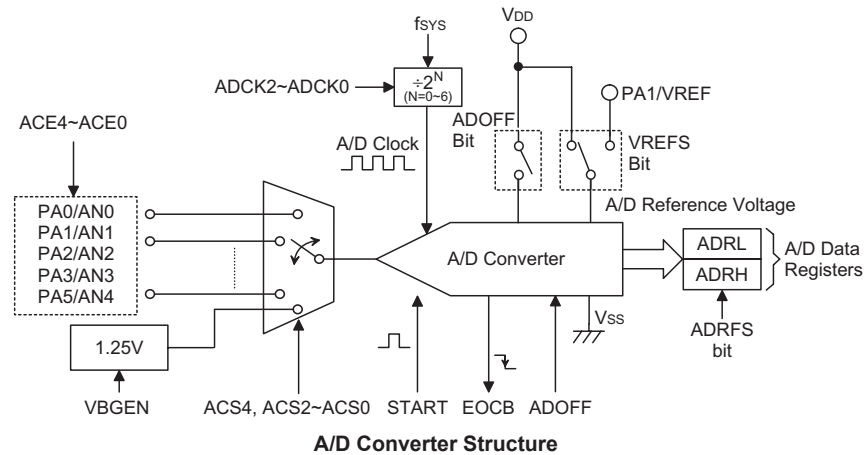 fSYS
VDD
ADCK2~ADCK0
÷2N
(N=0~6)
PA1/VREF
ACE4~ACE0
A/D Clock
ADOFF
Bit
VREFS
Bit
PA0/AN0
PA1/AN1
PA2/AN2
PA3/AN3
PA5/AN4
A/D Reference Voltage
A/D Converter
ADRL
ADRH
A/D Data
Registers
VSS
ADRFS
bit
1.25V
VBGEN
ACS4, ACS2~ACS0
START
EOCB
ADOFF
A/D Converter Structure